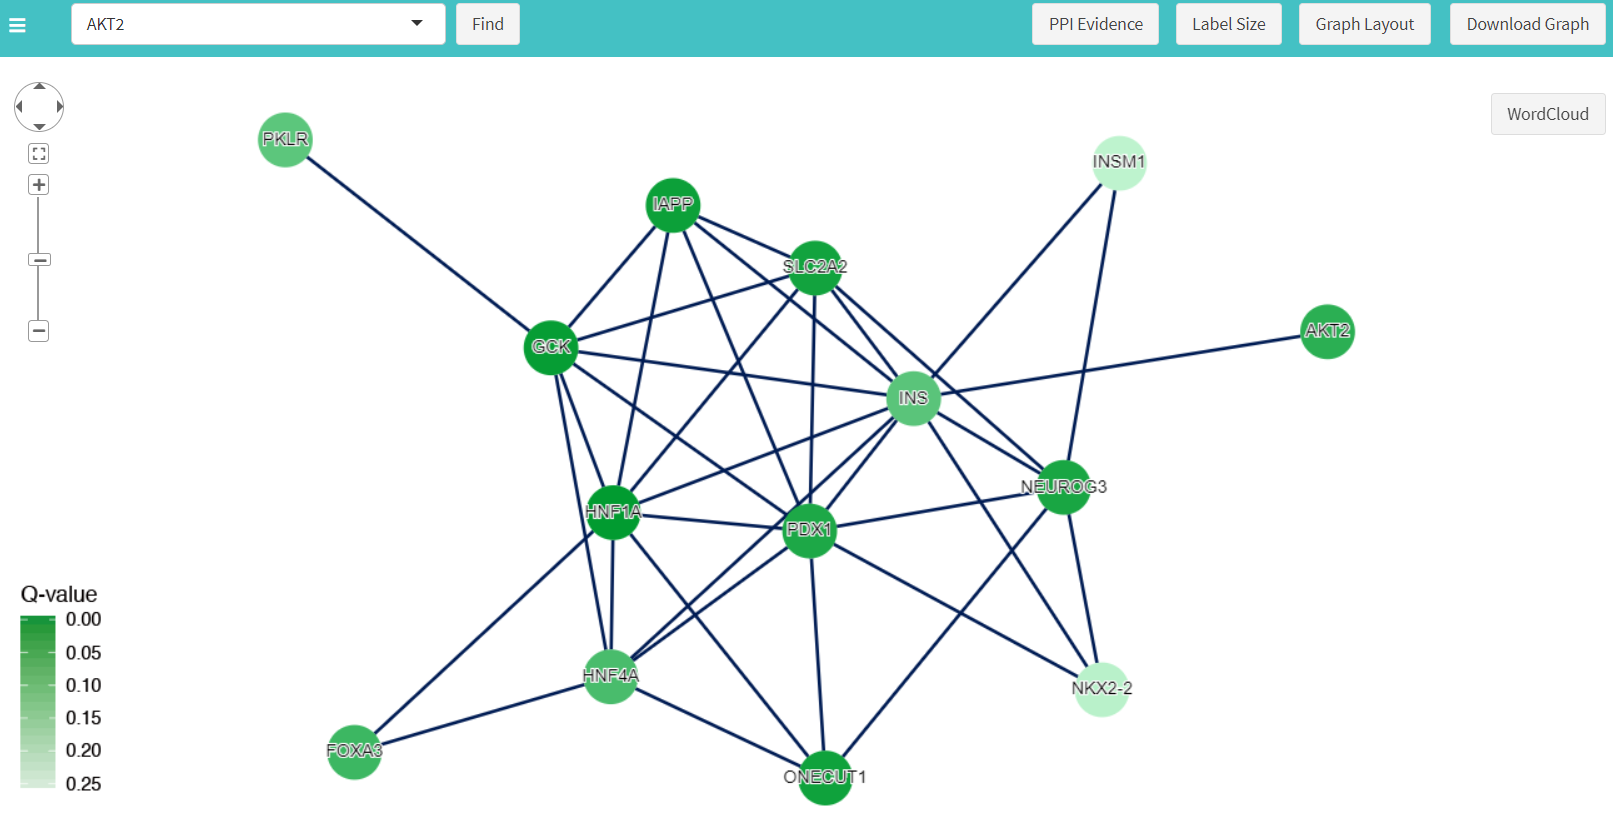 AKT2
Find
PPI Evidence
Label Size
Graph Layout
Download Graph
WordCloud
PKLR
INSM1
IAPP
SLC2A2
AKT2
GCK
INS
NEUROG3
HNF1A
PDX1
HNF4A
NKX2-2
FOXA3
ONECUT1
Q-value
0.00
0.05
0.10
0.15
0.20
0.25